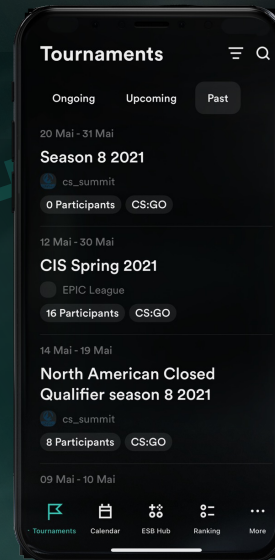 Tournaments
Ongoing Upcoming Past
20 Mai - 31 Mai
Season 8 2021
cs_summit
0 Participants CS:GO
12 Mai - 30 Mai
CIS Spring 2021
EPIC League
16 Participants CS:GO
14 Mai - 19 Mai
North American Closed
Qualifier season 8 2021
cs_summit
8 Participants CS:GO
09 Mai - 10 Mai
Tournaments Calendar ESB Hub Ranking More